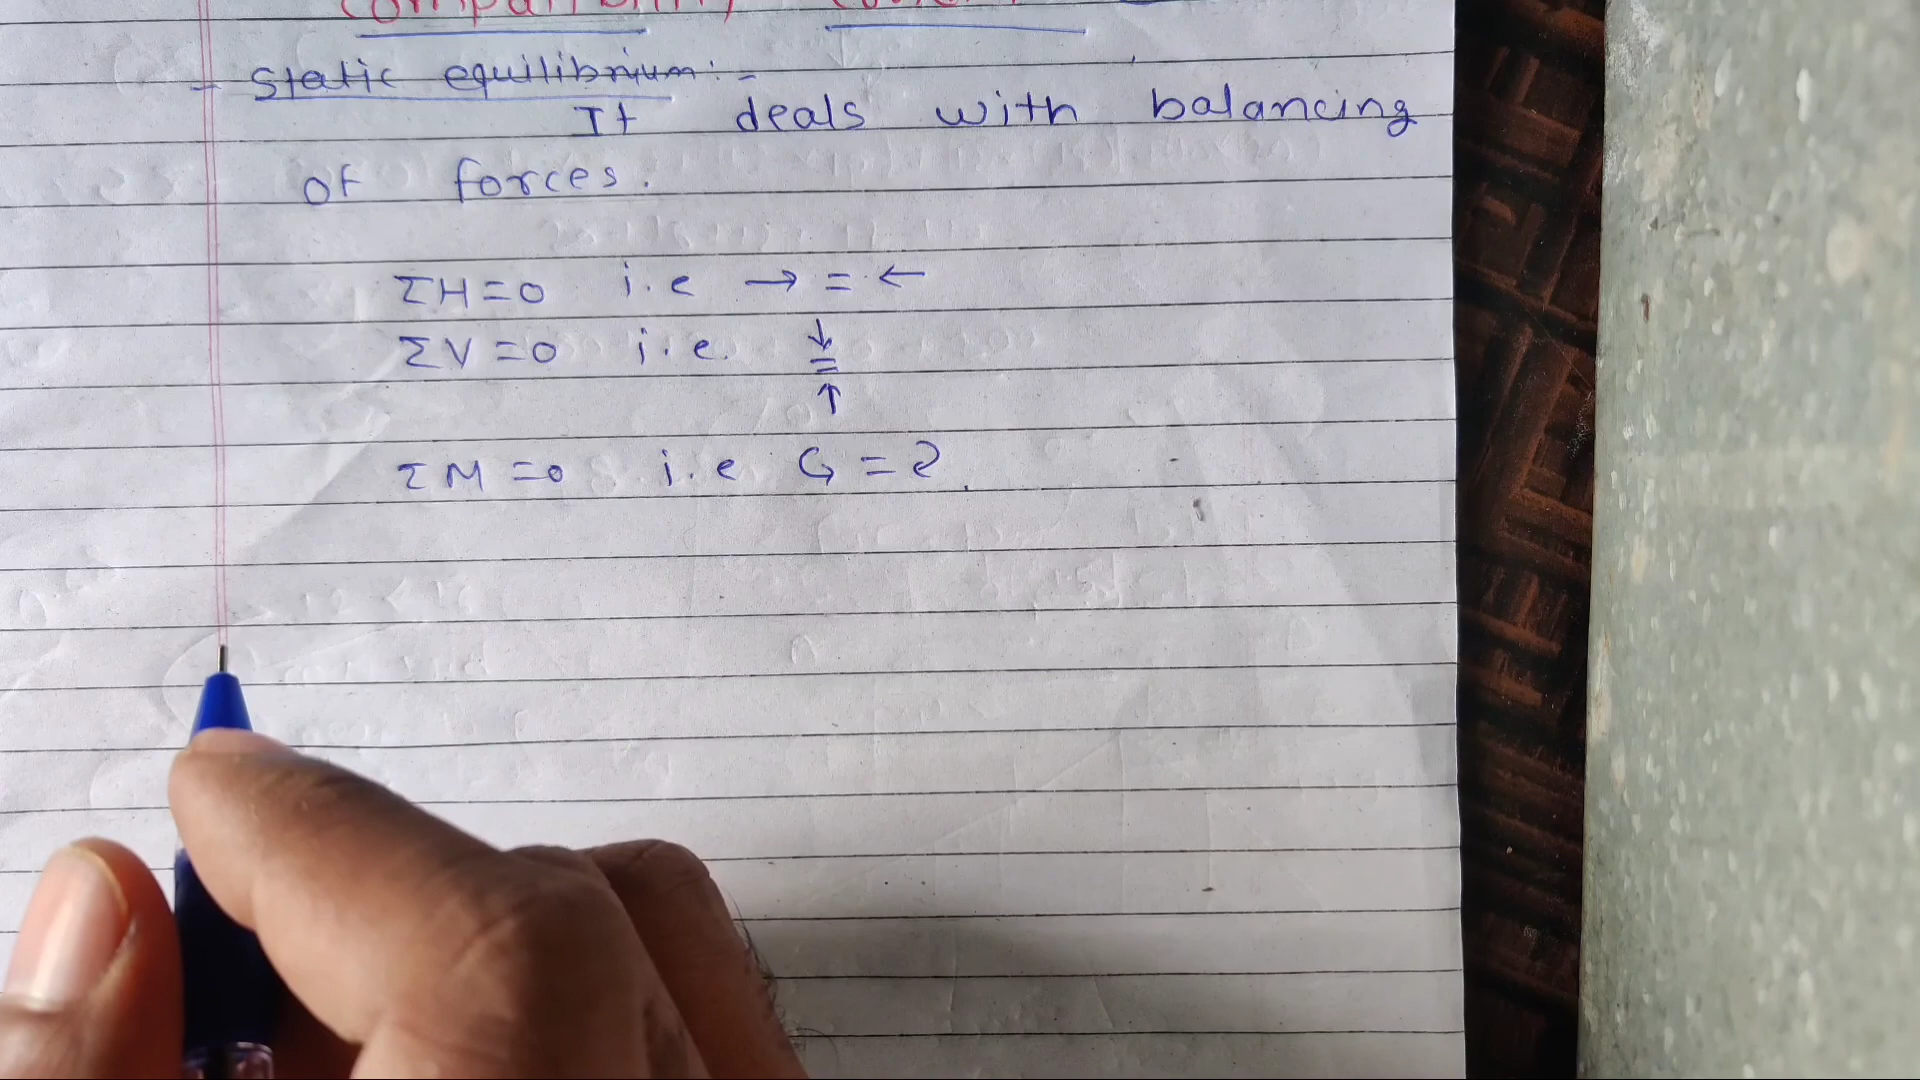 - Static equilibrium :-
It deals with balancing
of forces.
ΣH=0 i.e → = ←
ΣV=0 i.e. ↓ = ↑
ΣM=0 i.e ↺ = ↻